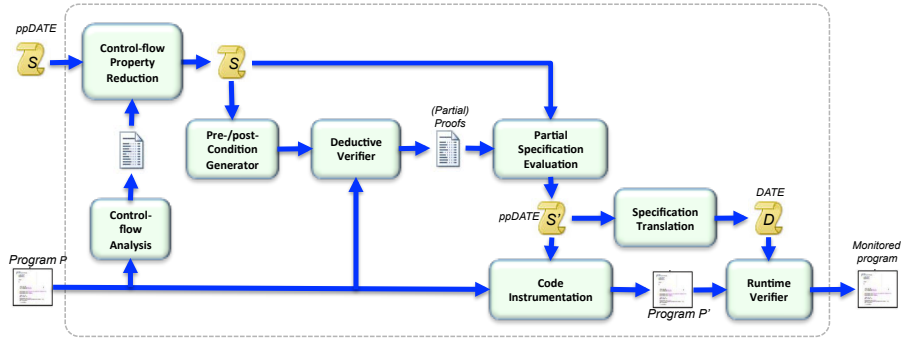 ppDATE
S
Control-flow
Property
Reduction
S
(Partial)
Proofs
Pre-/post-
Condition
Generator
Deductive
Verifier
Partial
Specification
Evaluation
Control-
flow
Analysis
ppDATE
S'
Specification
Translation
DATE
D
Program P
Code
Instrumentation
Program P'
Runtime
Verifier
Monitored
program